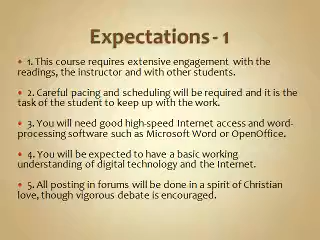 Expectations - 1
• 1. This course requires extensive engagement with the
readings, the instructor and with other students.
• 2. Careful pacing and scheduling will be required and it is the
task of the student to keep up with the work.
• 3. You will need good high-speed Internet access and word-
processing software such as Microsoft Word or OpenOffice.
• 4. You will be expected to have a basic working
understanding of digital technology and the Internet.
• 5. All posting in forums will be done in a spirit of Christian
love, though vigorous debate is encouraged.